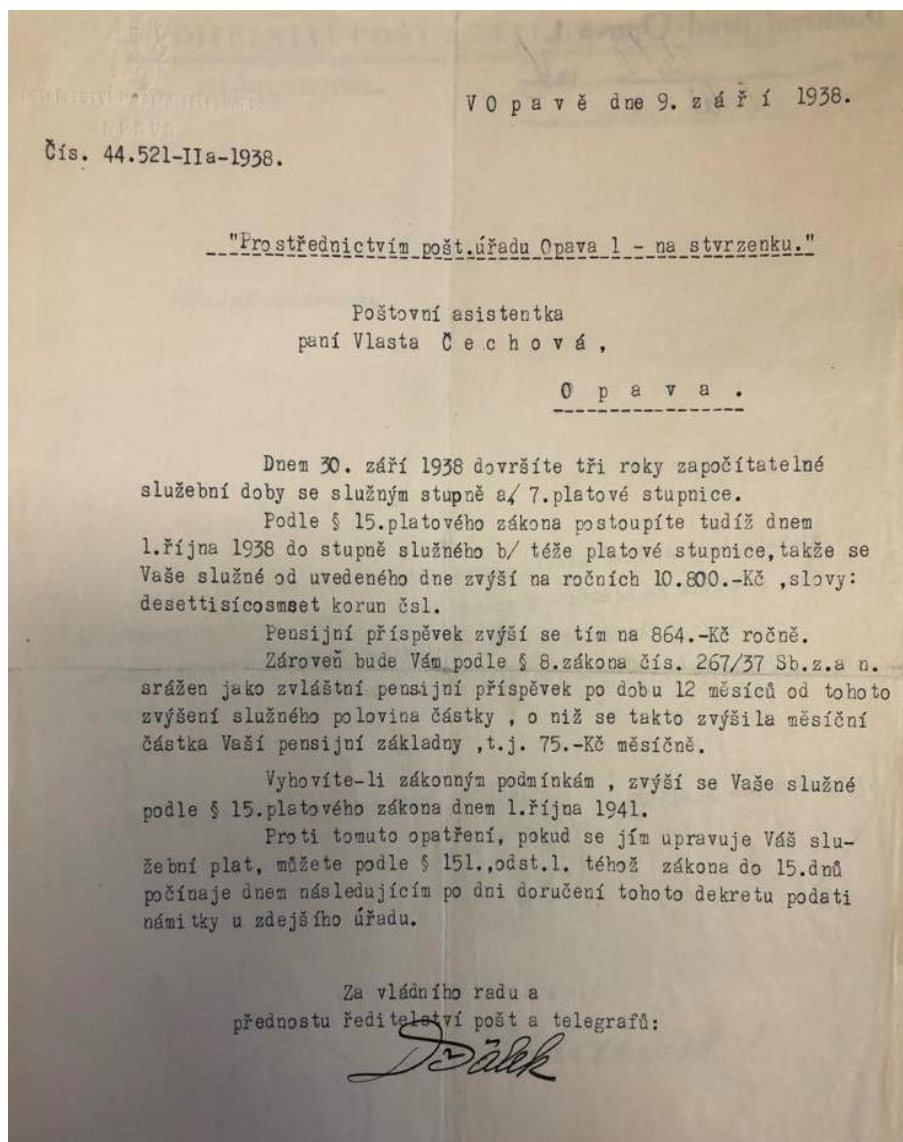 V O p a v ě dne 9. z á ř í 1938.
Čís. 44.521-IIa-1938.
"Prostřednictvím pošt.úřadu Opava 1 - na stvrzenku."
Poštovní asistentka
paní Vlasta Č e c h o v á ,
O p a v a .
Dnem 30. září 1938 dovršíte tři roky započítatelné
služební doby se služným stupně a/ 7.platové stupnice.
Podle § 15.platového zákona postoupíte tudíž dnem
1.října 1938 do stupně služného b/ téže platové stupnice,takže se
Vaše služné od uvedeného dne zvýší na ročních 10.800.-Kč ,slovy:
desettisícosmset korun čsl.
Pensijní příspěvek zvýší se tím na 864.-Kč ročně.
Zároveň bude Vám podle § 8.zákona čís. 267/37 Sb.z.a n.
srážen jako zvláštní pensijní příspěvek po dobu 12 měsíců od tohoto
zvýšení služného polovina částky , o niž se takto zvýšila měsíční
částka Vaší pensijní základny ,t.j. 75.-Kč měsíčně.
Vyhovíte-li zákonným podmínkám , zvýší se Vaše služné
podle § 15.platového zákona dnem 1.října 1941.
Proti tomuto opatření, pokud se jím upravuje Váš slu-
žební plat, můžete podle § 151.,odst.1. téhož zákona do 15.dnů
počínaje dnem následujícím po dni doručení tohoto dekretu podati
námitky u zdejšího úřadu.
Za vládního radu a
přednostu ředitelství pošt a telegrafů: